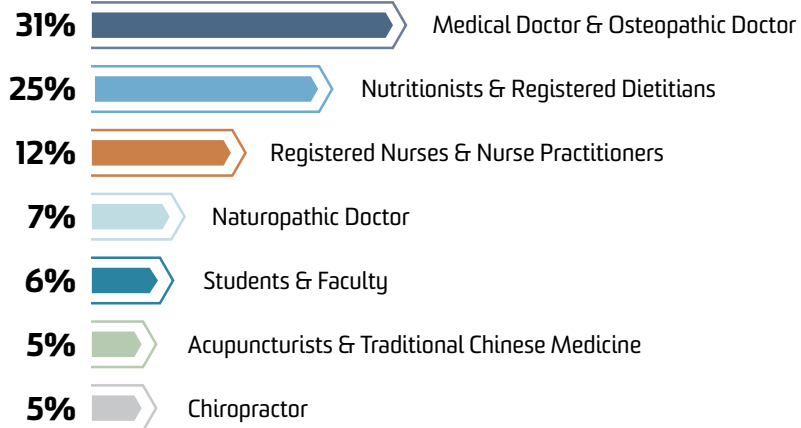 31% Medical Doctor & Osteopathic Doctor
25% Nutritionists & Registered Dietitians
12% Registered Nurses & Nurse Practitioners
7% Naturopathic Doctor
6% Students & Faculty
5% Acupuncturists & Traditional Chinese Medicine
5% Chiropractor